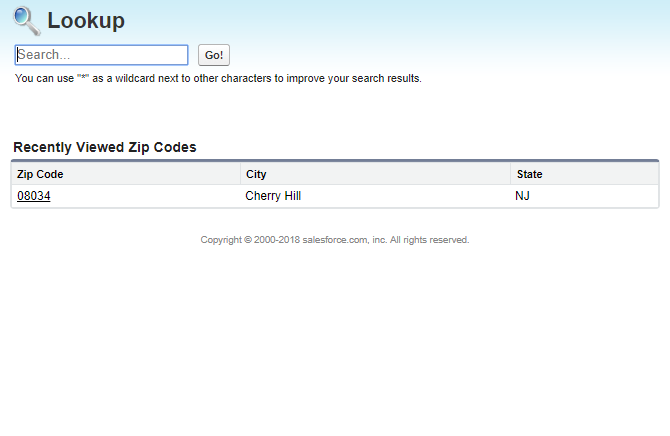 Lookup
Search...
Go!
You can use "*" as a wildcard next to other characters to improve your search results.
Recently Viewed Zip Codes
Zip Code City State
08034 Cherry Hill NJ
Copyright © 2000-2018 salesforce.com, inc. All rights reserved.